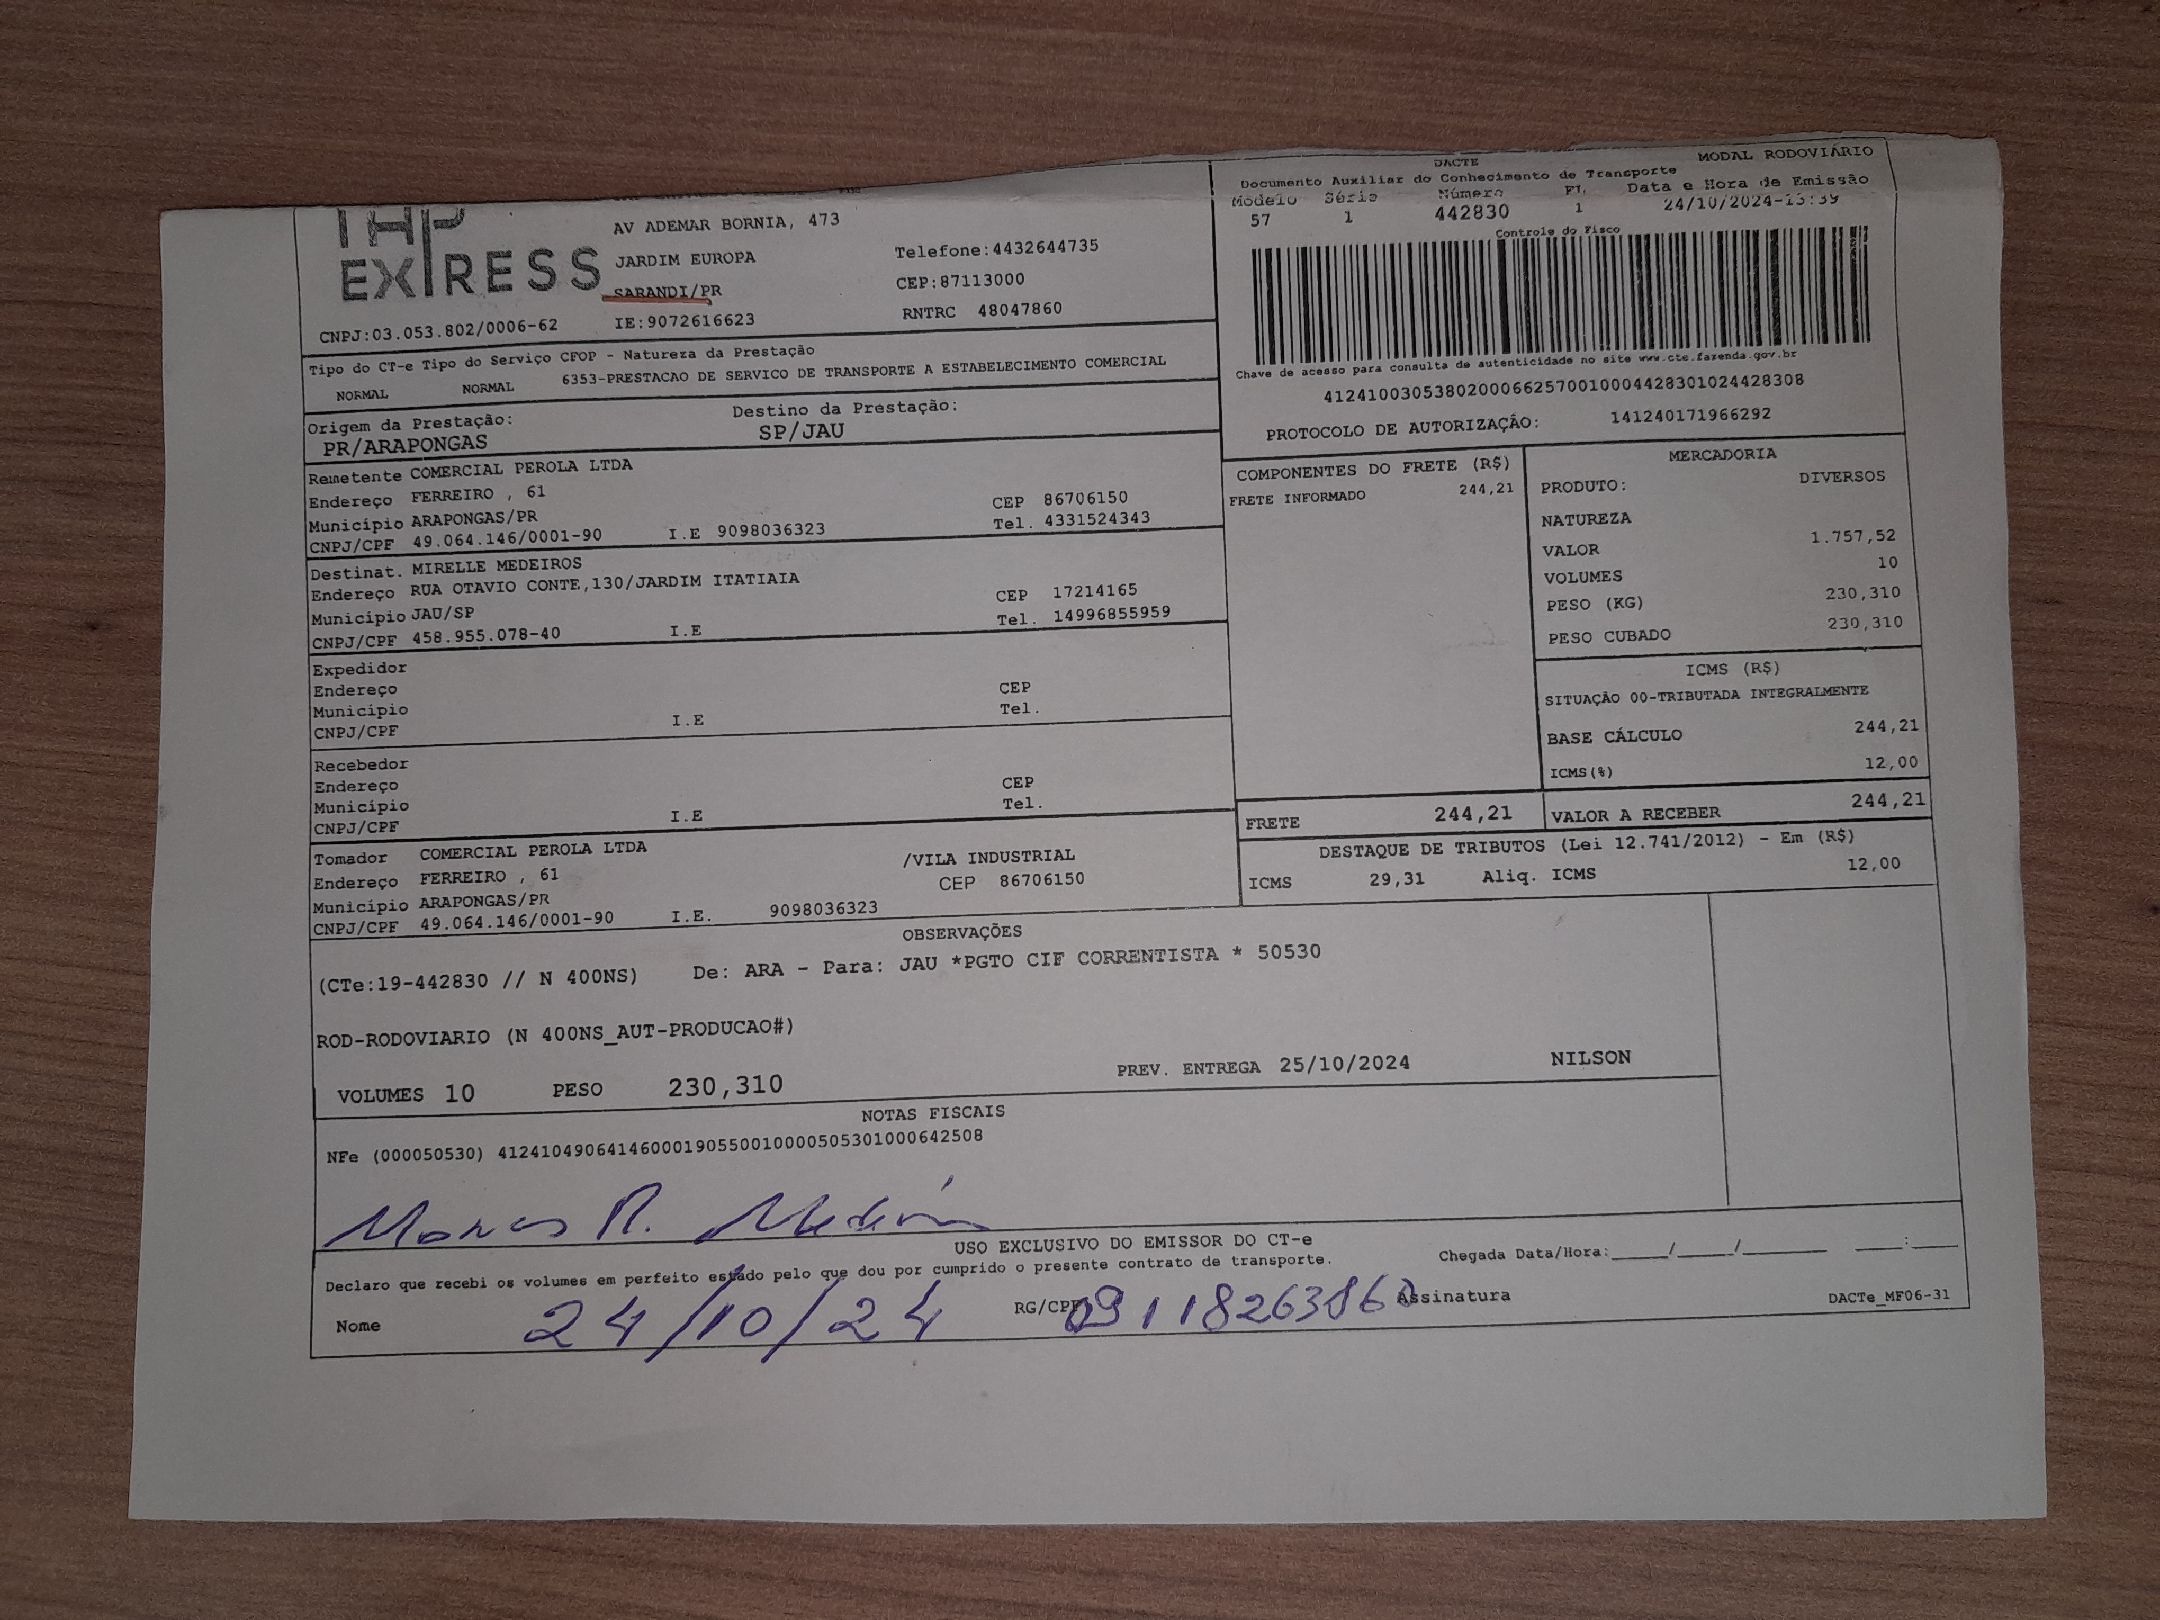 TAP
EXPRESS
AV ADEMAR BORNIA, 473
JARDIM EUROPA
Telefone:4432644735
SARANDI/PR
CEP:87113000
CNPJ:03.053.802/0006-62
IE:9072616623
RNTRC 48047860
DACTE
MODAL RODOVIÁRIO
Documento Auxiliar do Conhecimento de Transporte
Modelo Série Número Fl. Data e Hora de Emissão
57 1 442830 1 24/10/2024-13:39
Controle do Fisco
Chave de acesso para consulta de autenticidade no site www.cte.fazenda.gov.br
41241003053802000662570010004428301024428308
PROTOCOLO DE AUTORIZAÇÃO: 141240171966292
Tipo do CT-e Tipo do Serviço CFOP - Natureza da Prestação
NORMAL NORMAL 6353-PRESTACAO DE SERVICO DE TRANSPORTE A ESTABELECIMENTO COMERCIAL
Origem da Prestação: Destino da Prestação:
PR/ARAPONGAS SP/JAU
Remetente COMERCIAL PEROLA LTDA
Endereço FERREIRO , 61 CEP 86706150
Município ARAPONGAS/PR Tel. 4331524343
CNPJ/CPF 49.064.146/0001-90 I.E 9098036323
Destinat. MIRELLE MEDEIROS
Endereço RUA OTAVIO CONTE,130/JARDIM ITATIAIA CEP 17214165
Município JAU/SP Tel. 14996855959
CNPJ/CPF 458.955.078-40 I.E
Expedidor
Endereço CEP
Município Tel.
CNPJ/CPF I.E
Recebedor
Endereço CEP
Município Tel.
CNPJ/CPF I.E
Tomador COMERCIAL PEROLA LTDA /VILA INDUSTRIAL
Endereço FERREIRO , 61 CEP 86706150
Município ARAPONGAS/PR
CNPJ/CPF 49.064.146/0001-90 I.E. 9098036323
COMPONENTES DO FRETE (R$)
FRETE INFORMADO 244,21
MERCADORIA
PRODUTO: DIVERSOS
NATUREZA
VALOR 1.757,52
VOLUMES 10
PESO (KG) 230,310
PESO CUBADO 230,310
ICMS (R$)
SITUAÇÃO 00-TRIBUTADA INTEGRALMENTE
BASE CÁLCULO 244,21
ICMS(%) 12,00
FRETE 244,21 VALOR A RECEBER 244,21
DESTAQUE DE TRIBUTOS (Lei 12.741/2012) - Em (R$)
ICMS 29,31 Aliq. ICMS 12,00
OBSERVAÇÕES
(CTe:19-442830 // N 400NS) De: ARA - Para: JAU *PGTO CIF CORRENTISTA * 50530
ROD-RODOVIARIO (N 400NS_AUT-PRODUCAO#)
VOLUMES 10 PESO 230,310 PREV. ENTREGA 25/10/2024 NILSON
NOTAS FISCAIS
NFe (000050530) 41241049064146000190550010000505301000642508
USO EXCLUSIVO DO EMISSOR DO CT-e
Chegada Data/Hora:____/____/______ ___:___
Declaro que recebi os volumes em perfeito estado pelo que dou por cumprido o presente contrato de transporte.
Nome 24/10/24 RG/CPF Assinatura DACTe_MF06-31